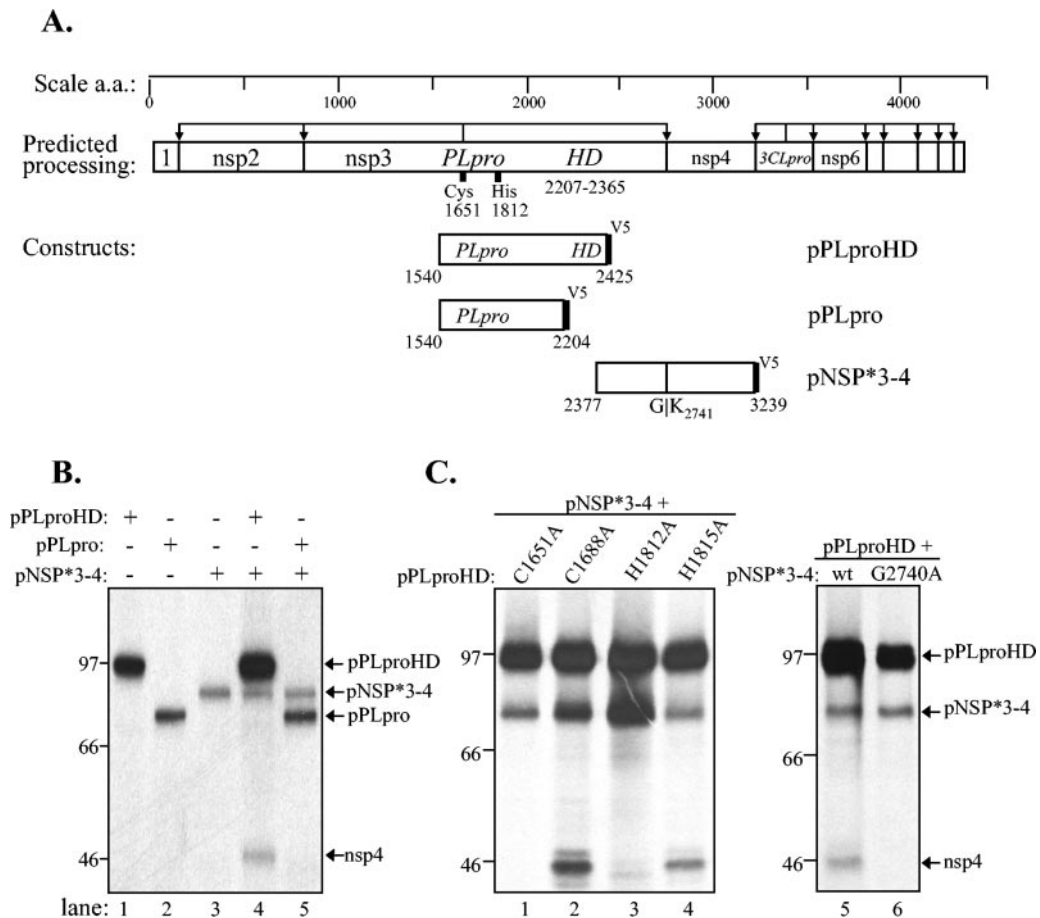 A.
Scale a.a.:
0 1000 2000 3000 4000
Predicted processing:
1 nsp2 nsp3 PLpro HD nsp4 3CLpro nsp6
Cys 1651
His 1812
2207-2365
Constructs:
V5
PLpro HD
pPLproHD
1540 2425
V5
PLpro
pPLpro
1540 2204
V5
pNSP*3-4
2377 G|K2741 3239
B.
pPLproHD: + - - + -
pPLpro: - + - - +
pNSP*3-4: - - + + +
97
66
46
pPLproHD
pNSP*3-4
pPLpro
nsp4
lane: 1 2 3 4 5
C.
pNSP*3-4 +
pPLproHD: C1651A C1688A H1812A H1815A
97
66
46
1 2 3 4
pPLproHD +
pNSP*3-4: wt G2740A
97
66
46
pPLproHD
pNSP*3-4
nsp4
5 6